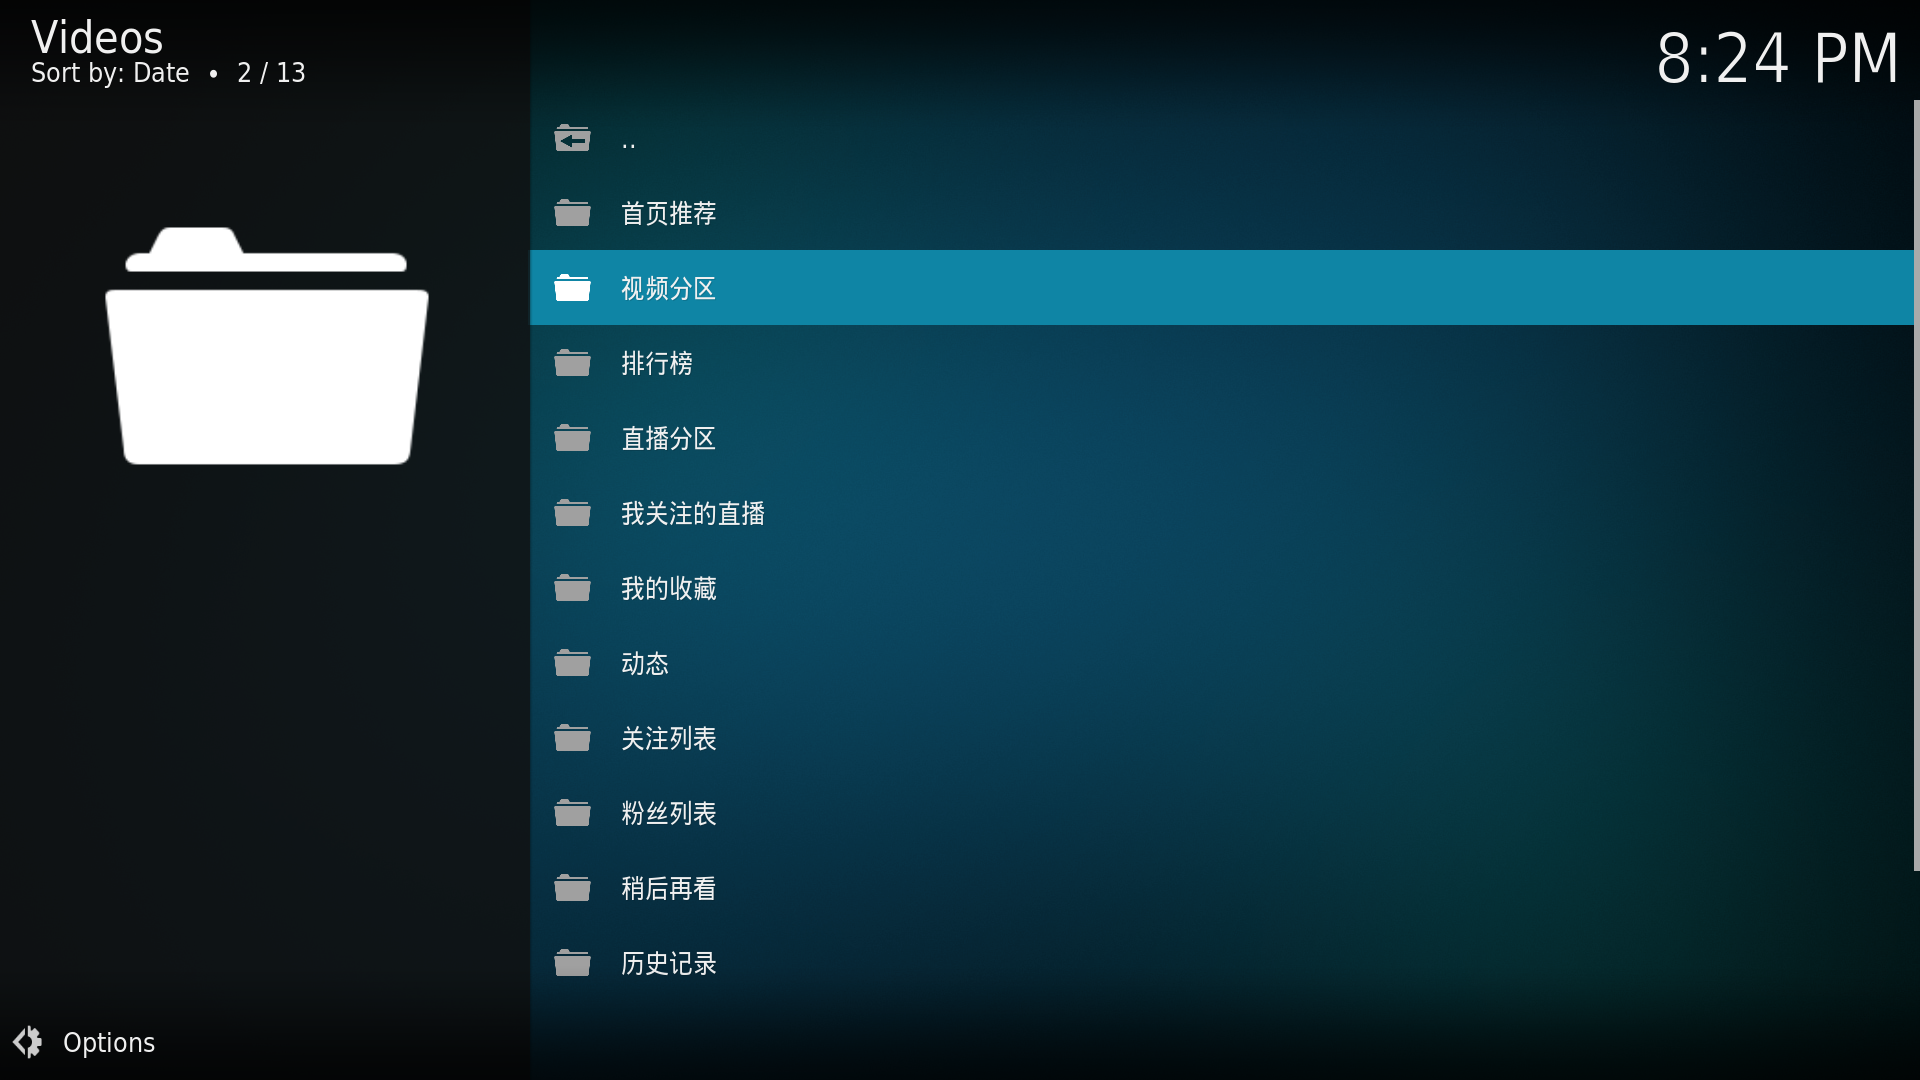 Videos
Sort by: Date • 2 / 13
8:24 PM
..
首页推荐
视频分区
排行榜
直播分区
我关注的直播
我的收藏
动态
关注列表
粉丝列表
稍后再看
历史记录
Options